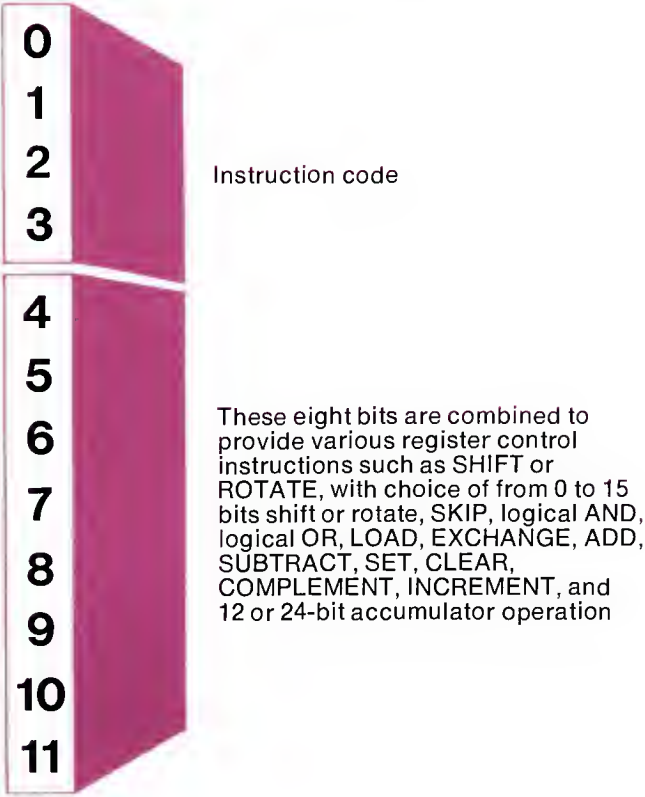 0
1
2
3
Instruction code
4
5
6
7
8
9
10
11
These eight bits are combined to
provide various register control
instructions such as SHIFT or
ROTATE, with choice of from 0 to 15
bits shift or rotate, SKIP, logical AND,
logical OR, LOAD, EXCHANGE, ADD,
SUBTRACT, SET, CLEAR,
COMPLEMENT, INCREMENT, and
12 or 24-bit accumulator operation